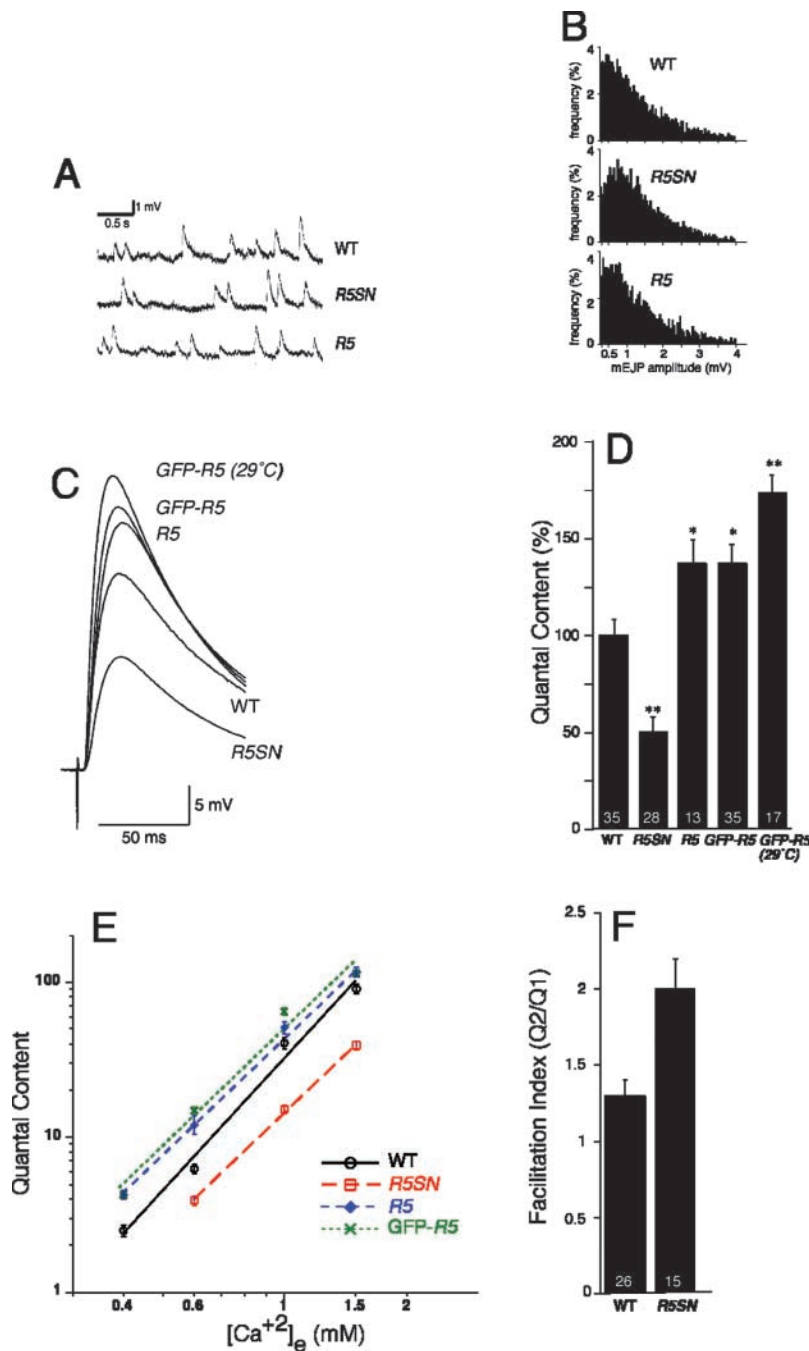 A
1 mV
0.5 s
WT
R5SN
R5
B
frequency (%)
4
2
0
WT
frequency (%)
4
2
0
R5SN
frequency (%)
4
2
0
R5
0.5 1 2 3 4
mEJP amplitude (mV)
C
GFP-R5 (29°C)
GFP-R5
R5
WT
R5SN
5 mV
50 ms
D
Quantal Content (%)
200
150
100
50
0
**
*
*
**
35 28 13 35 17
WT R5SN R5 GFP-R5 GFP-R5
(29°C)
E
Quantal Content
100
10
1
WT
R5SN
R5
GFP-R5
0.4 0.6 1 1.5 2
[Ca+2]e (mM)
F
Facilitation Index (Q2/Q1)
2.5
2
1.5
1
0.5
0
26 15
WT R5SN